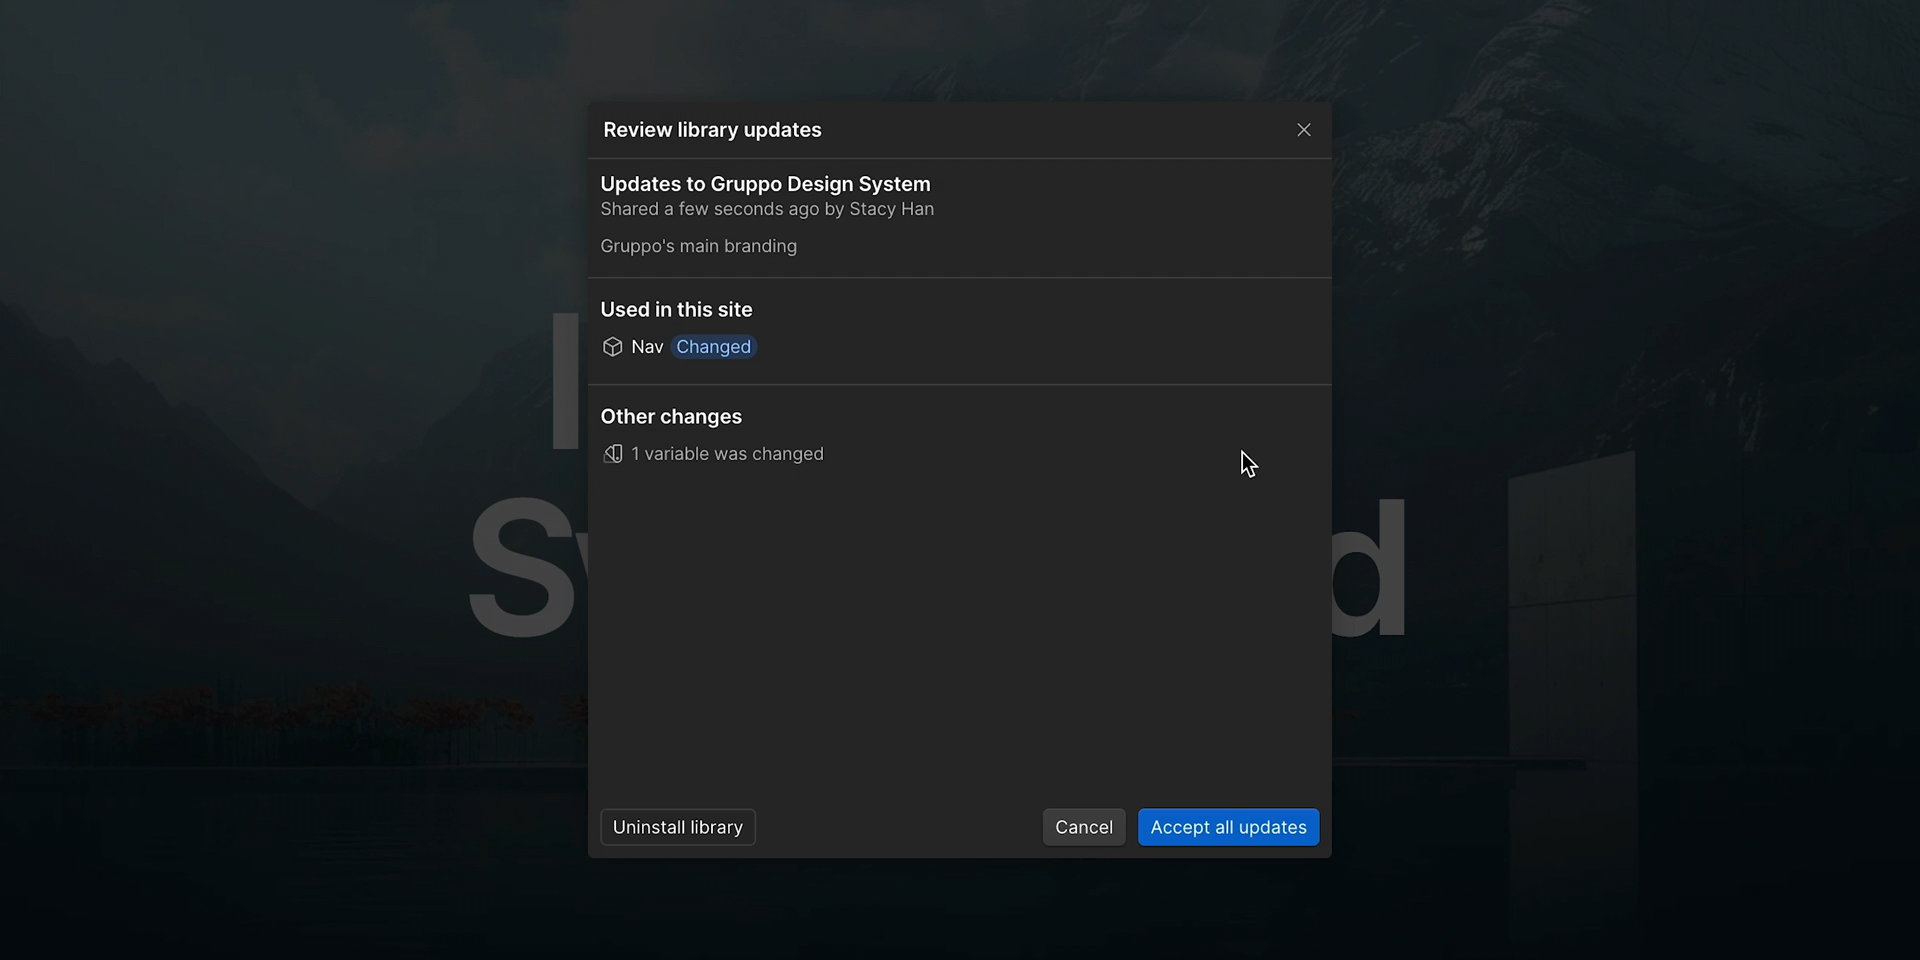 Review library updates
Updates to Gruppo Design System
Shared a few seconds ago by Stacy Han
Gruppo's main branding
Used in this site
Nav Changed
Other changes
1 variable was changed
Uninstall library
Cancel
Accept all updates